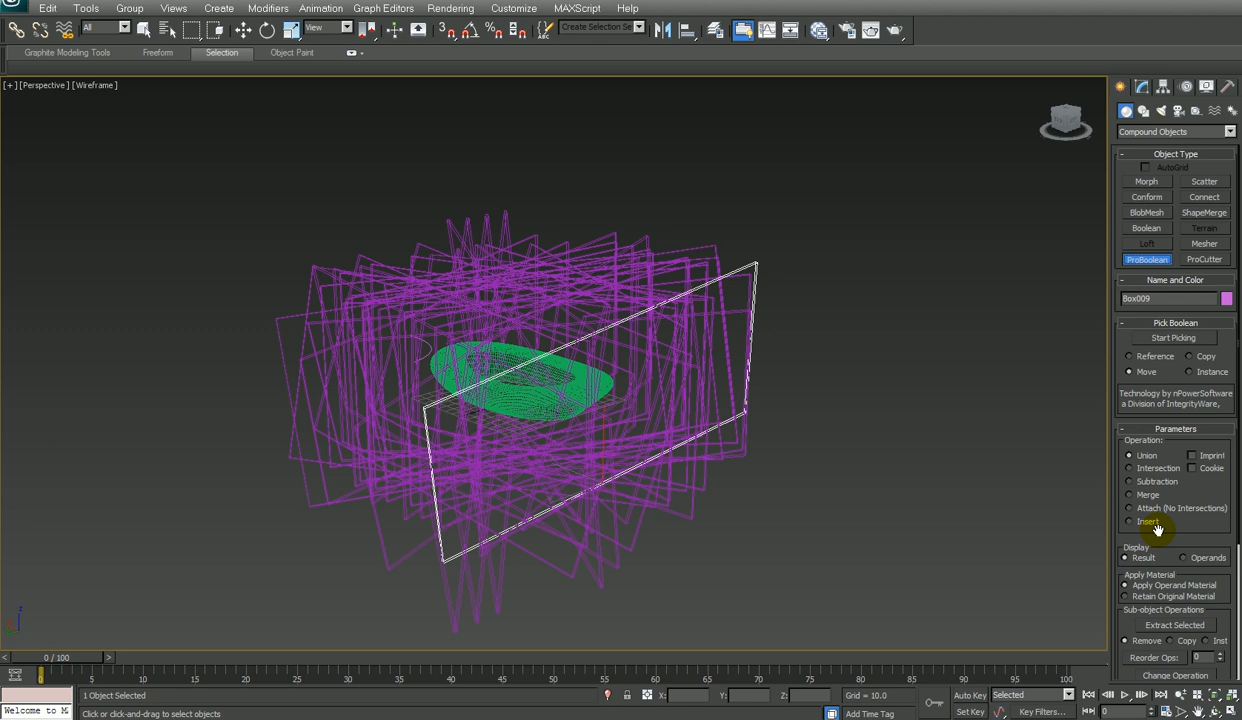 Edit Tools Group Views Create Modifiers Animation Graph Editors Rendering Customize MAXScript Help
All View 3 Create Selection Se
Graphite Modeling Tools Freeform Selection Object Paint
[+] [Perspective] [Wireframe]
Compound Objects
- Object Type
AutoGrid
Morph Scatter
Conform Connect
BlobMesh ShapeMerge
Boolean Terrain
Loft Mesher
ProBoolean ProCutter
- Name and Color
Box009
- Pick Boolean
Start Picking
Reference Copy
Move Instance
Technology by nPowerSoftware
a Division of IntegrityWare,
- Parameters
Operation:
Union Imprint
Intersection Cookie
Subtraction
Merge
Attach (No Intersections)
Insert
Display
Result Operands
Apply Material
Apply Operand Material
Retain Original Material
Sub-object Operations
Extract Selected
Remove Copy Inst
Reorder Ops: 0
Change Operation
z
< 0 / 100 >
0 5 10 15 20 25 30 35 40 45 50 55 60 65 70 75 80 85 90 95 100
1 Object Selected X: Y: Z: Grid = 10.0 Auto Key Selected
Welcome to M Click or click-and-drag to select objects Add Time Tag Set Key Key Filters... 0